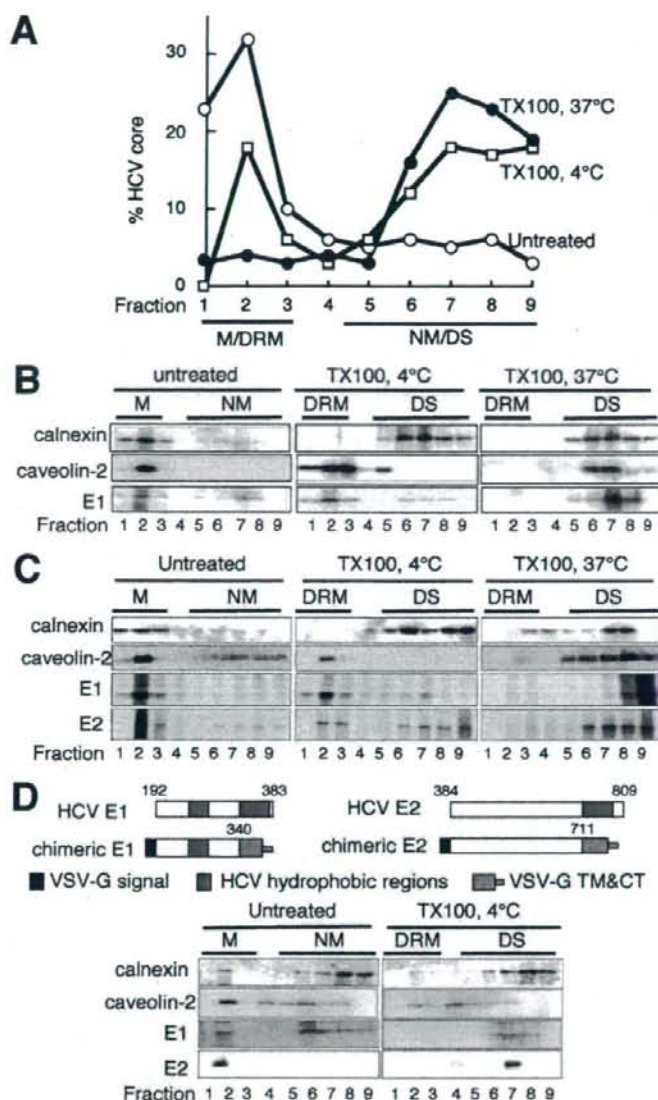 A
% HCV core
30
20
10
0
TX100, 37°C
TX100, 4°C
Untreated
Fraction 1 2 3 4 5 6 7 8 9
M/DRM NM/DS
B
untreated TX100, 4°C TX100, 37°C
M NM DRM DS DRM DS
calnexin
caveolin-2
E1
Fraction 1 2 3 4 5 6 7 8 9 1 2 3 4 5 6 7 8 9 1 2 3 4 5 6 7 8 9
C
Untreated TX100, 4°C TX100, 37°C
M NM DRM DS DRM DS
calnexin
caveolin-2
E1
E2
Fraction 1 2 3 4 5 6 7 8 9 1 2 3 4 5 6 7 8 9 1 2 3 4 5 6 7 8 9
D
192 383 384 809
HCV E1 HCV E2
340 711
chimeric E1 chimeric E2
VSV-G signal HCV hydrophobic regions VSV-G TM&CT
Untreated TX100, 4°C
M NM DRM DS
calnexin
caveolin-2
E1
E2
Fraction 1 2 3 4 5 6 7 8 9 1 2 3 4 5 6 7 8 9